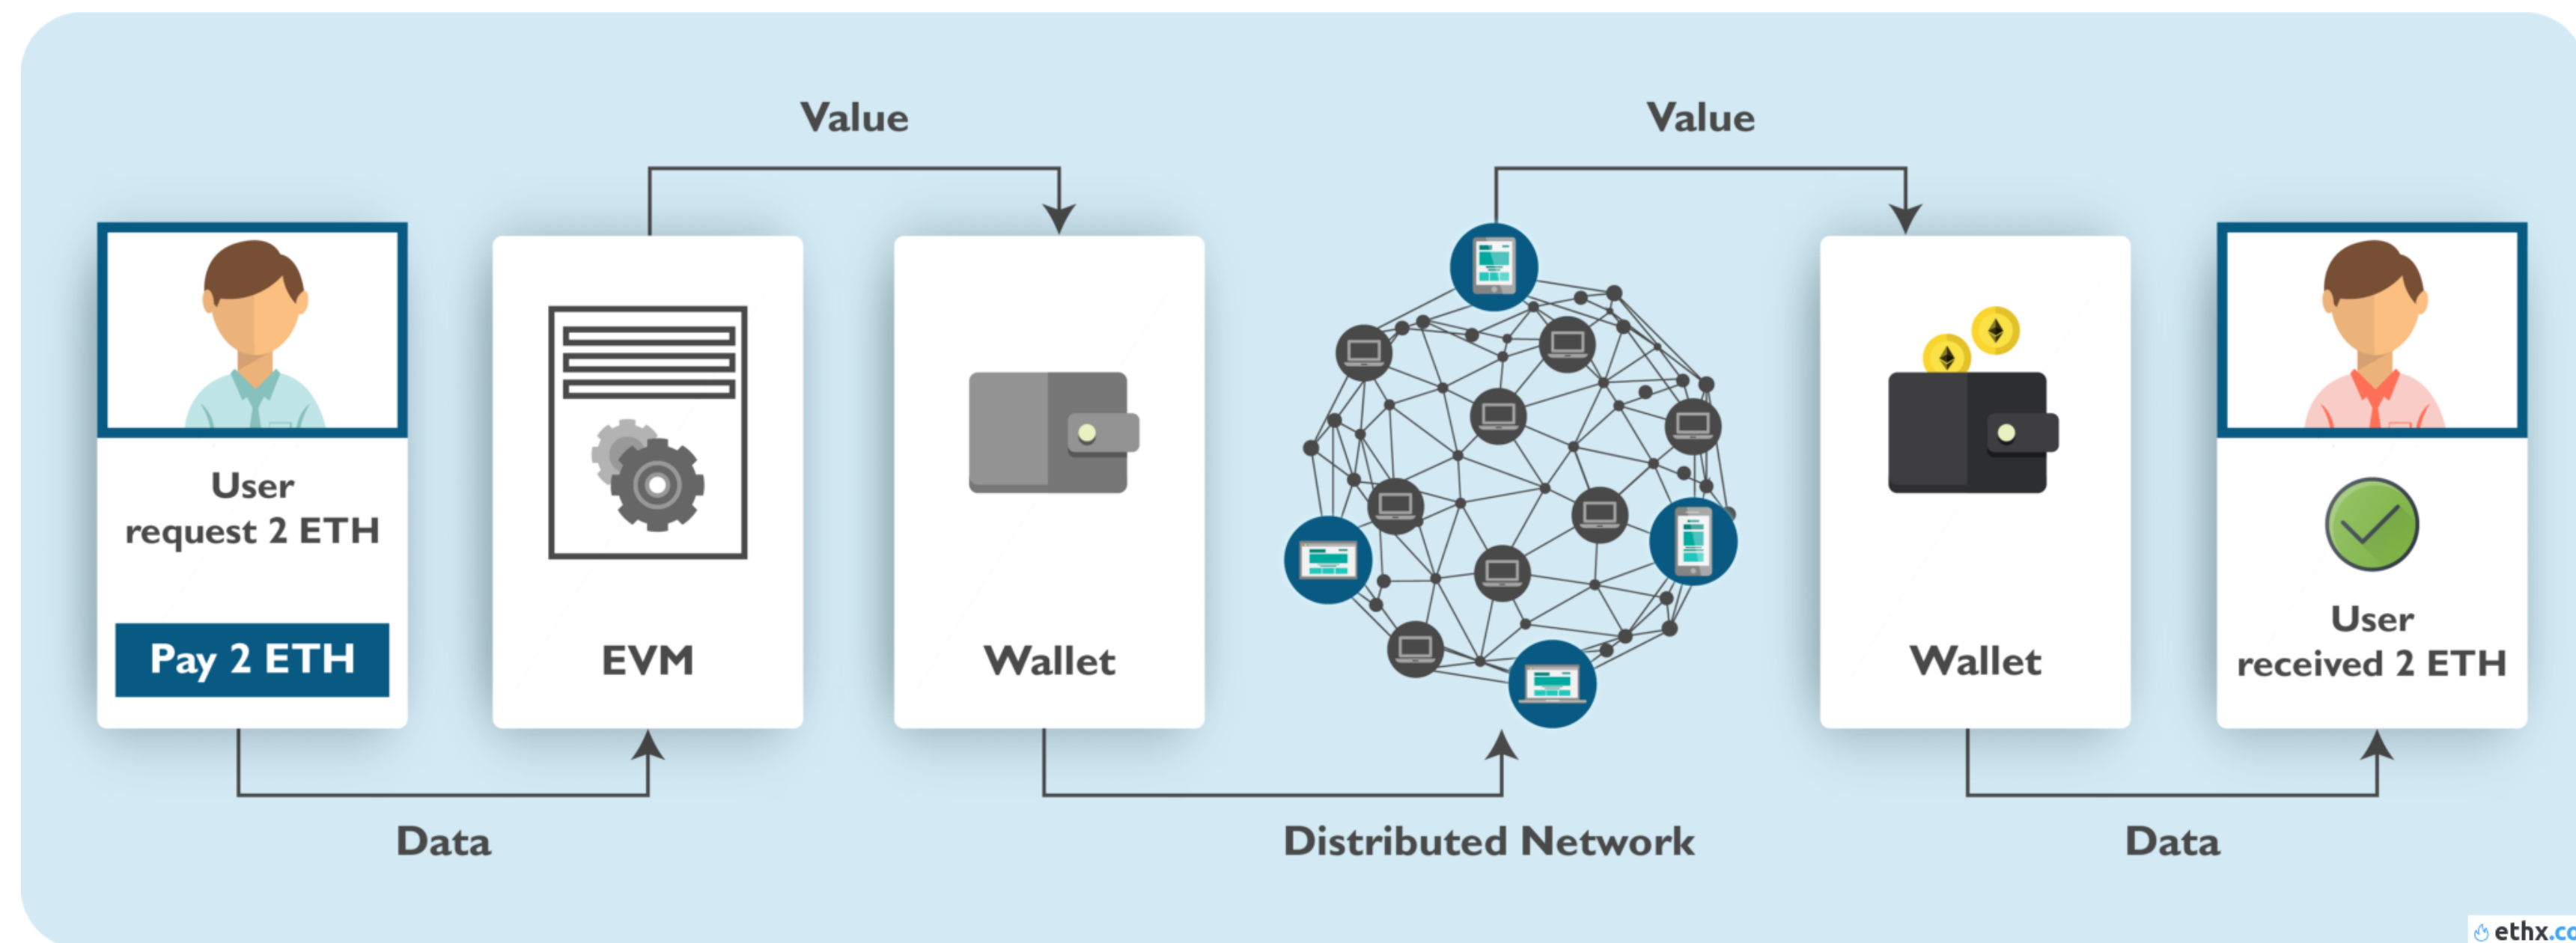 Value
Value
User
request 2 ETH
Pay 2 ETH
EVM
Wallet
Wallet
User
received 2 ETH
Data
Distributed Network
Data
ethx.co